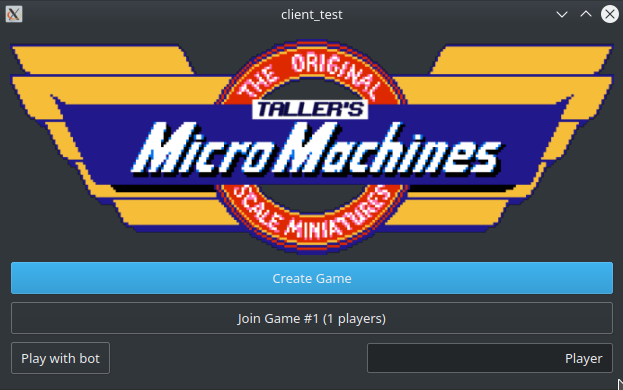 client_test
THE ORIGINAL
TALLER'S
MicroMachines
SCALE MINIATURES
Create Game
Join Game #1 (1 players)
Play with bot
Player